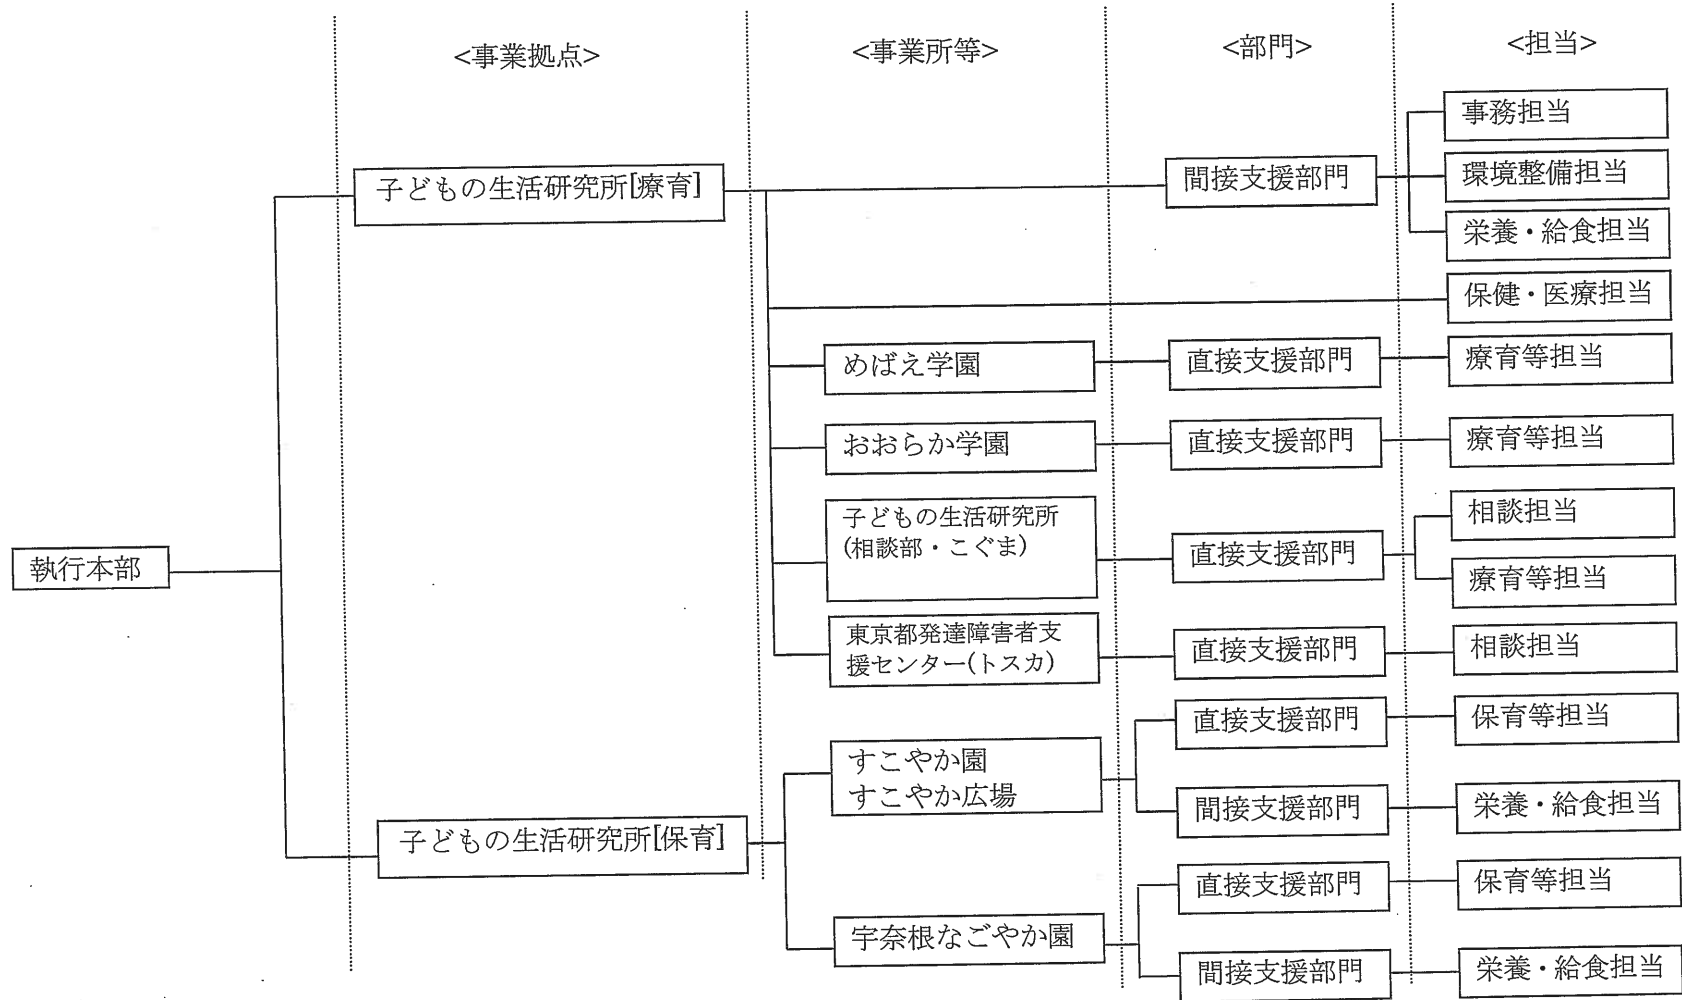 <事業拠点>
<事業所等>
<部門>
<担当>
執行本部
子どもの生活研究所[療育]
間接支援部門
事務担当
環境整備担当
栄養・給食担当
保健・医療担当
めばえ学園
直接支援部門
療育等担当
おおらか学園
直接支援部門
療育等担当
子どもの生活研究所
(相談部・こぐま)
直接支援部門
相談担当
療育等担当
東京都発達障害者支
援センター(トスカ)
直接支援部門
相談担当
子どもの生活研究所[保育]
すこやか園
すこやか広場
直接支援部門
保育等担当
間接支援部門
栄養・給食担当
宇奈根なごやか園
直接支援部門
保育等担当
間接支援部門
栄養・給食担当